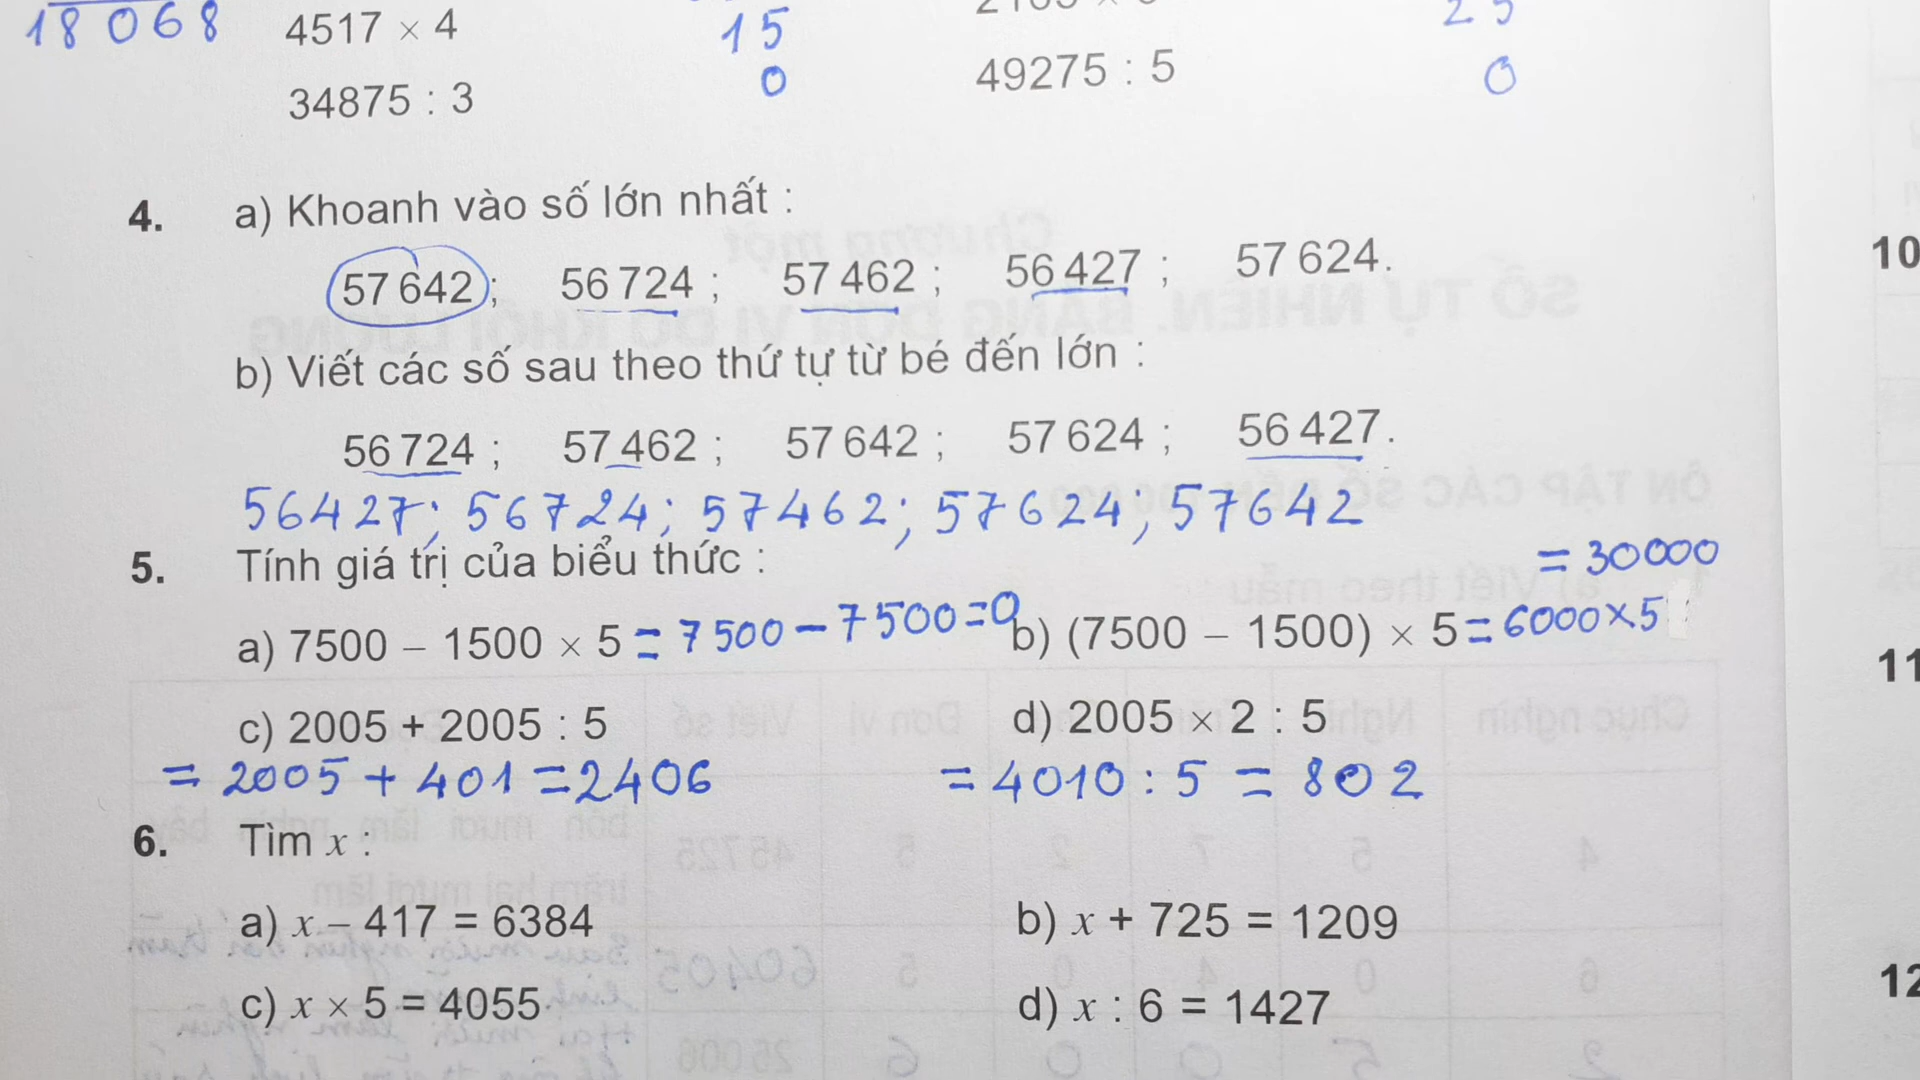 18068 4517 × 4 15 25
34875 : 3 0 49275 : 5 0
4. a) Khoanh vào số lớn nhất :
57 642 ; 56 724 ; 57 462 ; 56 427 ; 57 624.
b) Viết các số sau theo thứ tự từ bé đến lớn :
56 724 ; 57 462 ; 57 642 ; 57 624 ; 56 427.
56427; 56724; 57462; 57624; 57642
5. Tính giá trị của biểu thức :
a) 7500 – 1500 × 5 = 7500 – 7500 = 0
b) (7500 – 1500) × 5 = 6000 × 5
= 30000
c) 2005 + 2005 : 5
= 2005 + 401 = 2406
d) 2005 × 2 : 5
= 4010 : 5 = 802
6. Tìm x :
a) x – 417 = 6384
b) x + 725 = 1209
c) x × 5 = 4055
d) x : 6 = 1427
10
11
12